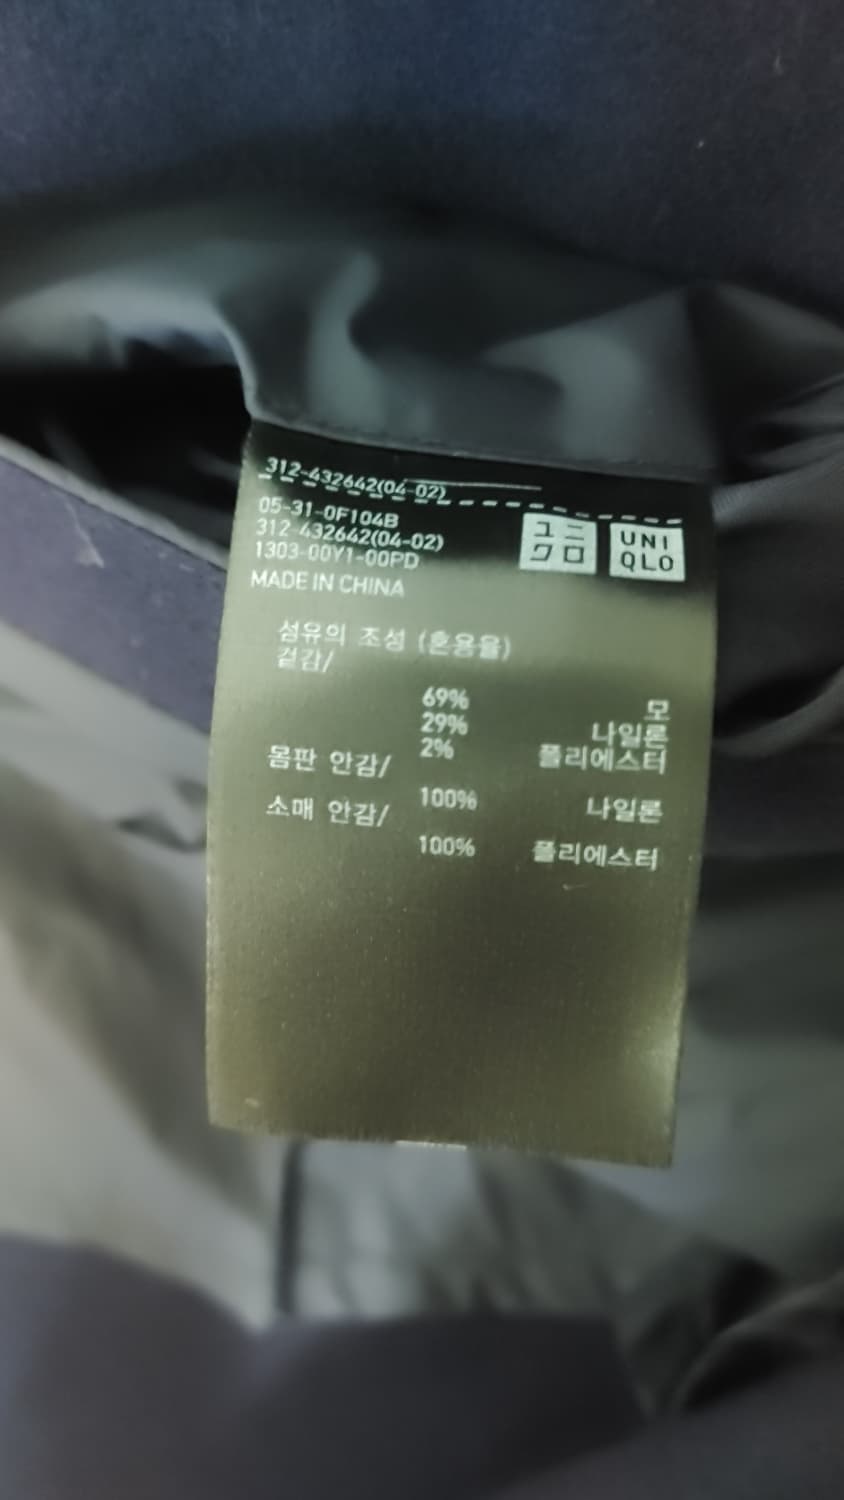 312-432642(04-02)
05-31-0F104B
312-432642(04-02)
1303-00Y1-00PD
MADE IN CHINA
ユニ
クロ
UNI
QLO
섬유의 조성 (혼용율)
겉감/
69% 모
29% 나일론
2% 폴리에스터
몸판 안감/
100% 나일론
소매 안감/
100% 폴리에스터